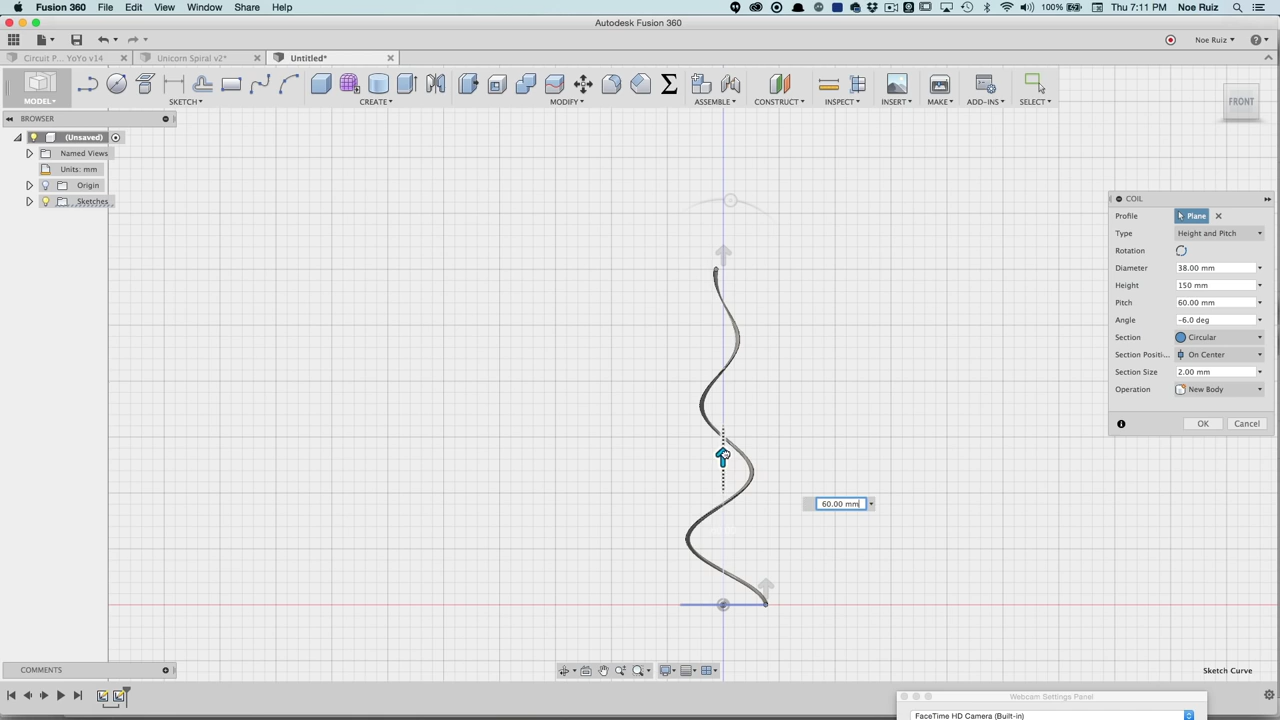 Fusion 360 File Edit View Window Share Help 100% Thu 7:11 PM Noe Ruiz
Autodesk Fusion 360
Noe Ruiz
Circuit P... YoYo v14 Unicorn Spiral v2* Untitled*
MODEL SKETCH CREATE MODIFY ASSEMBLE CONSTRUCT INSPECT INSERT MAKE ADD-INS SELECT
FRONT
BROWSER
(Unsaved)
Named Views
Units: mm
Origin
Sketches
COIL
Profile Plane
Type Height and Pitch
Rotation
Diameter 38.00 mm
Height 150 mm
Pitch 60.00 mm
Angle -6.0 deg
Section Circular
Section Positi... On Center
Section Size 2.00 mm
Operation New Body
OK Cancel
60.00 mm
COMMENTS
Sketch Curve
Webcam Settings Panel
FaceTime HD Camera (Built-in)